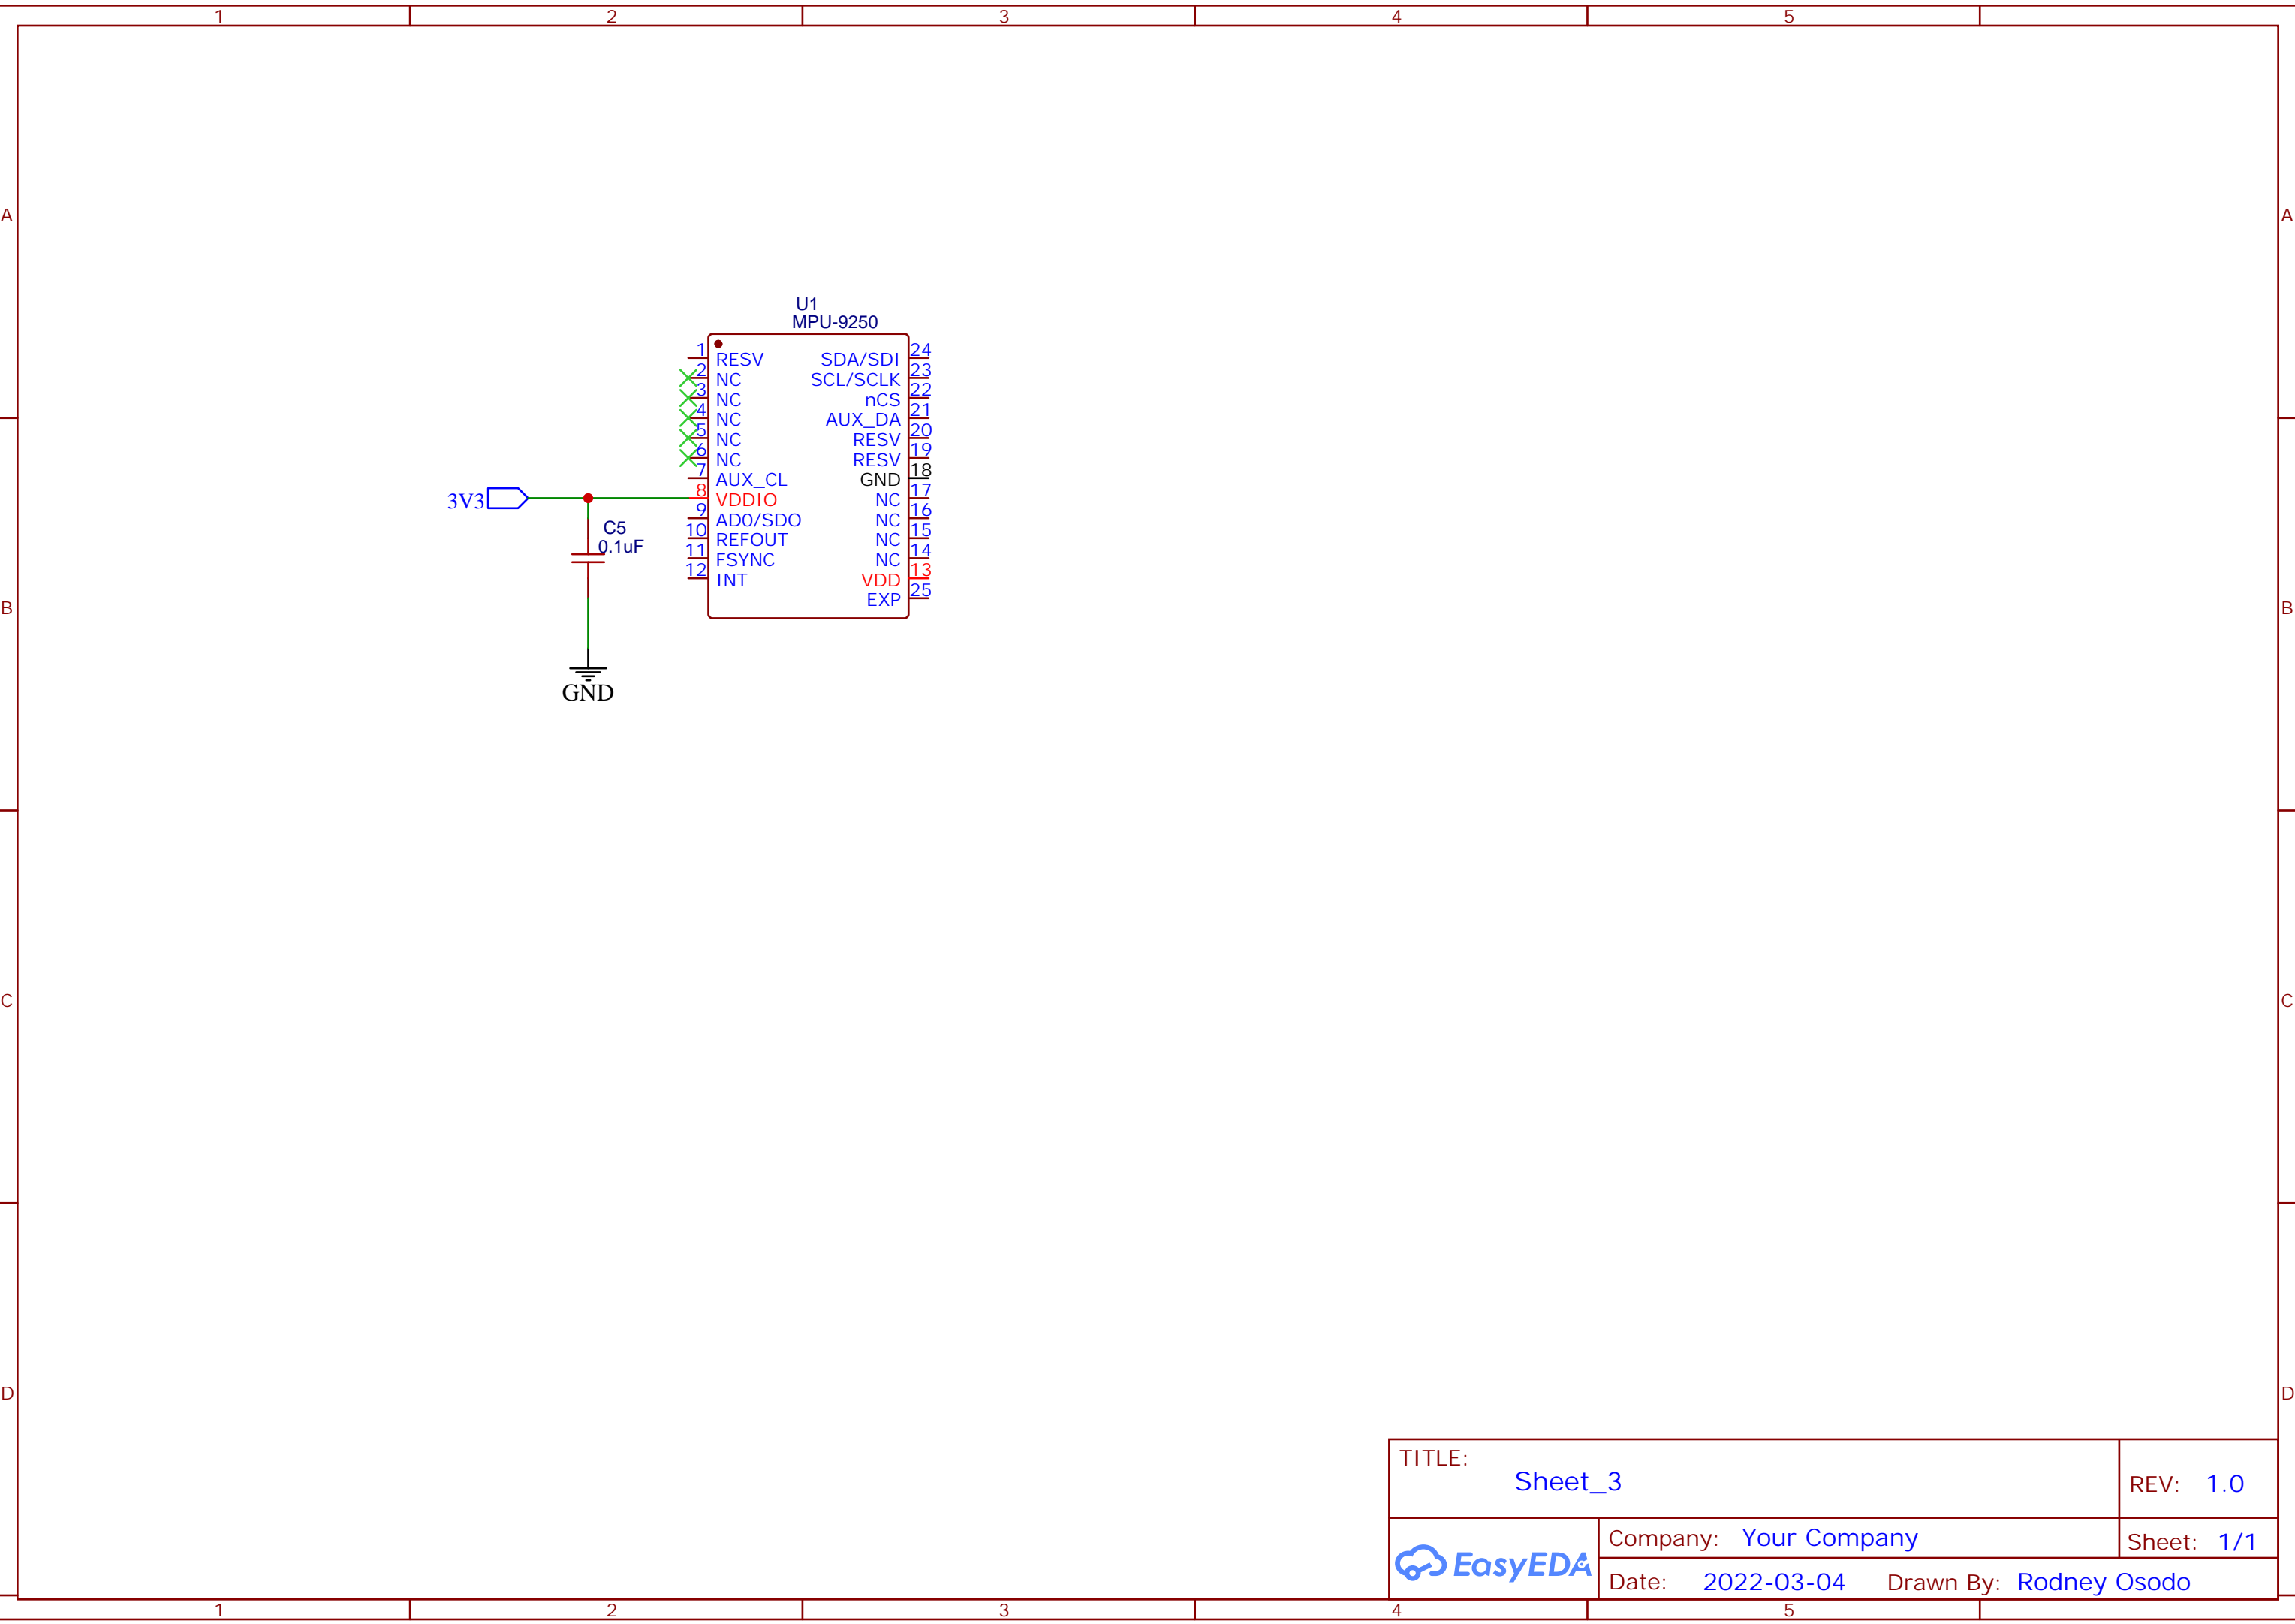 1 2 3 4 5
A A
U1
MPU-9250
1 RESV SDA/SDI 24
2 NC SCL/SCLK 23
3 NC nCS 22
4 NC AUX_DA 21
5 NC RESV 20
6 NC RESV 19
7 AUX_CL GND 18
3V3 8 VDDIO NC 17
9 AD0/SDO NC 16
C5 10 REFOUT NC 15
0.1uF 11 FSYNC NC 14
12 INT VDD 13
EXP 25
B B
GND
C C
D D
TITLE:
Sheet_3
REV: 1.0
EasyEDA
Company: Your Company
Sheet: 1/1
Date: 2022-03-04 Drawn By: Rodney Osodo
1 2 3 4 5